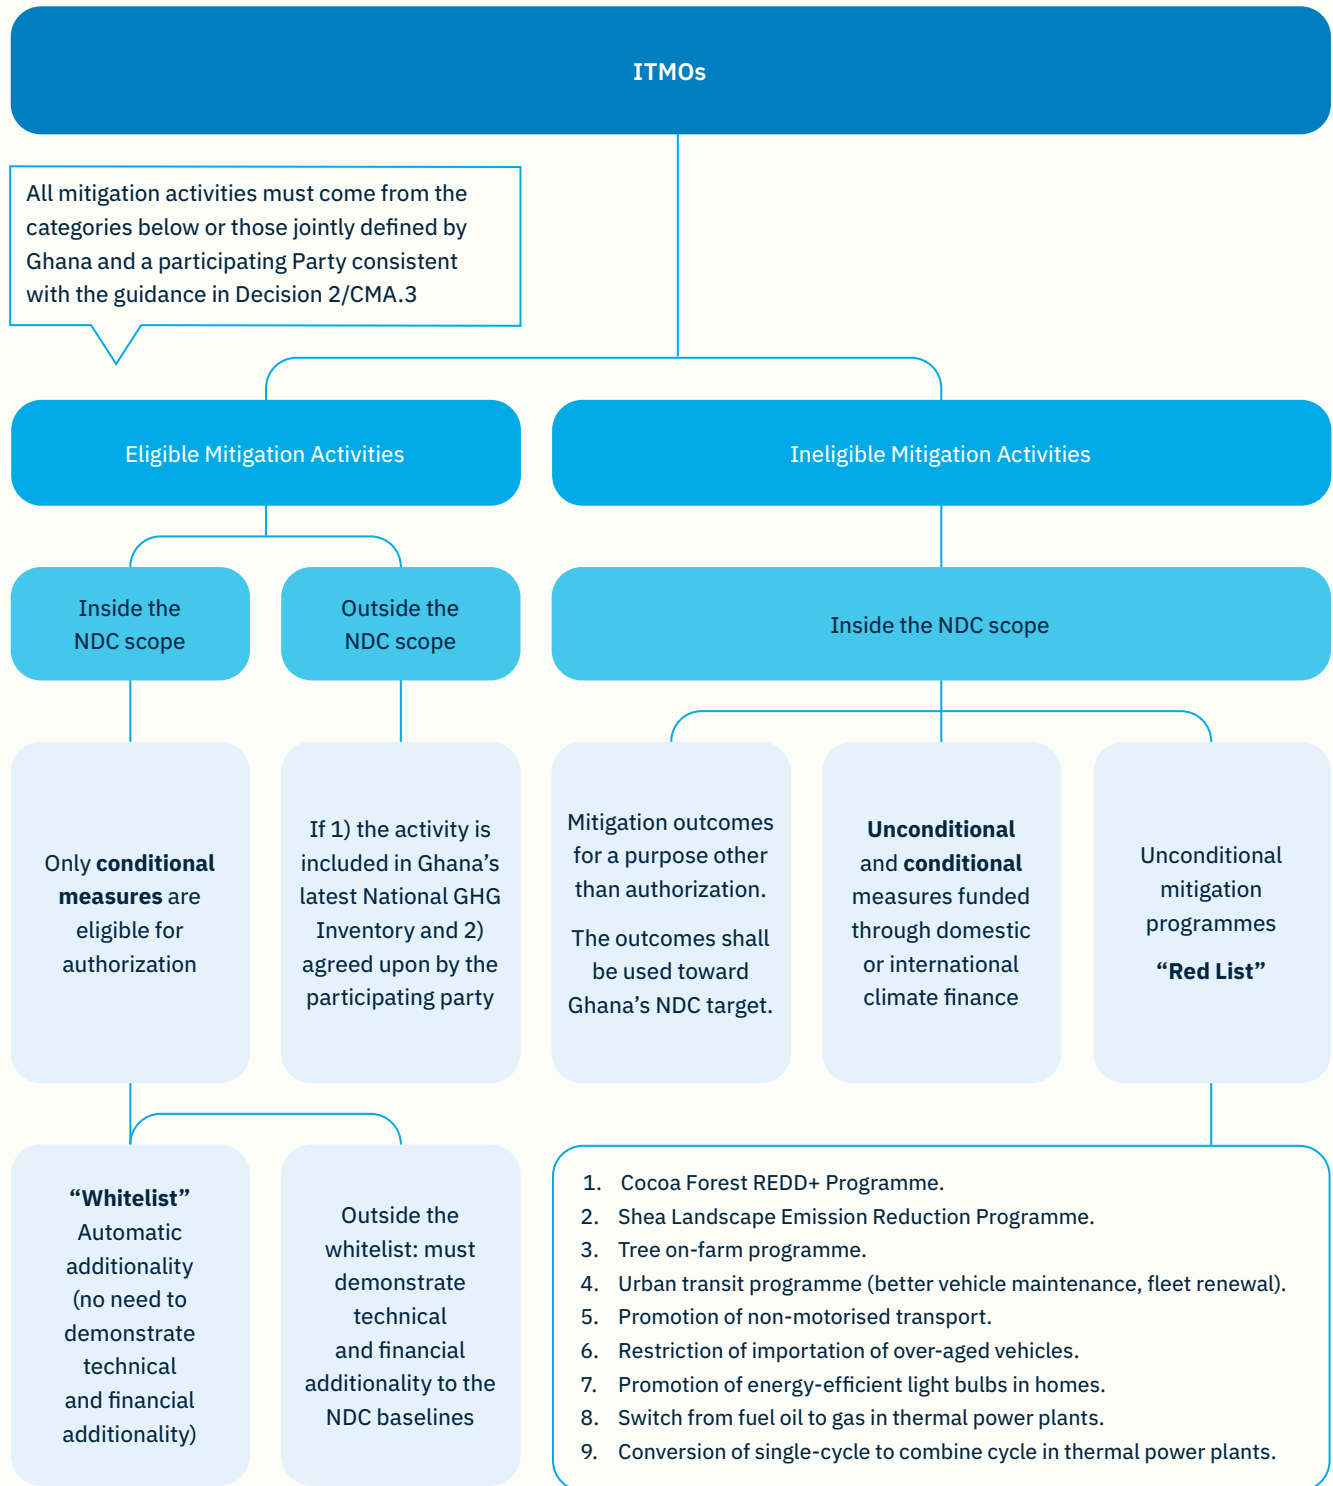 ITMOs
All mitigation activities must come from the
categories below or those jointly defined by
Ghana and a participating Party consistent
with the guidance in Decision 2/CMA.3
Eligible Mitigation Activities
Ineligible Mitigation Activities
Inside the
NDC scope
Outside the
NDC scope
Inside the NDC scope
Only conditional
measures are
eligible for
authorization
If 1) the activity is
included in Ghana’s
latest National GHG
Inventory and 2)
agreed upon by the
participating party
Mitigation outcomes
for a purpose other
than authorization.
The outcomes shall
be used toward
Ghana’s NDC target.
Unconditional
and conditional
measures funded
through domestic
or international
climate finance
Unconditional
mitigation
programmes
“Red List”
“Whitelist”
Automatic
additionality
(no need to
demonstrate
technical
and financial
additionality)
Outside the
whitelist: must
demonstrate
technical
and financial
additionality to the
NDC baselines
1. Cocoa Forest REDD+ Programme.
2. Shea Landscape Emission Reduction Programme.
3. Tree on-farm programme.
4. Urban transit programme (better vehicle maintenance, fleet renewal).
5. Promotion of non-motorised transport.
6. Restriction of importation of over-aged vehicles.
7. Promotion of energy-efficient light bulbs in homes.
8. Switch from fuel oil to gas in thermal power plants.
9. Conversion of single-cycle to combine cycle in thermal power plants.